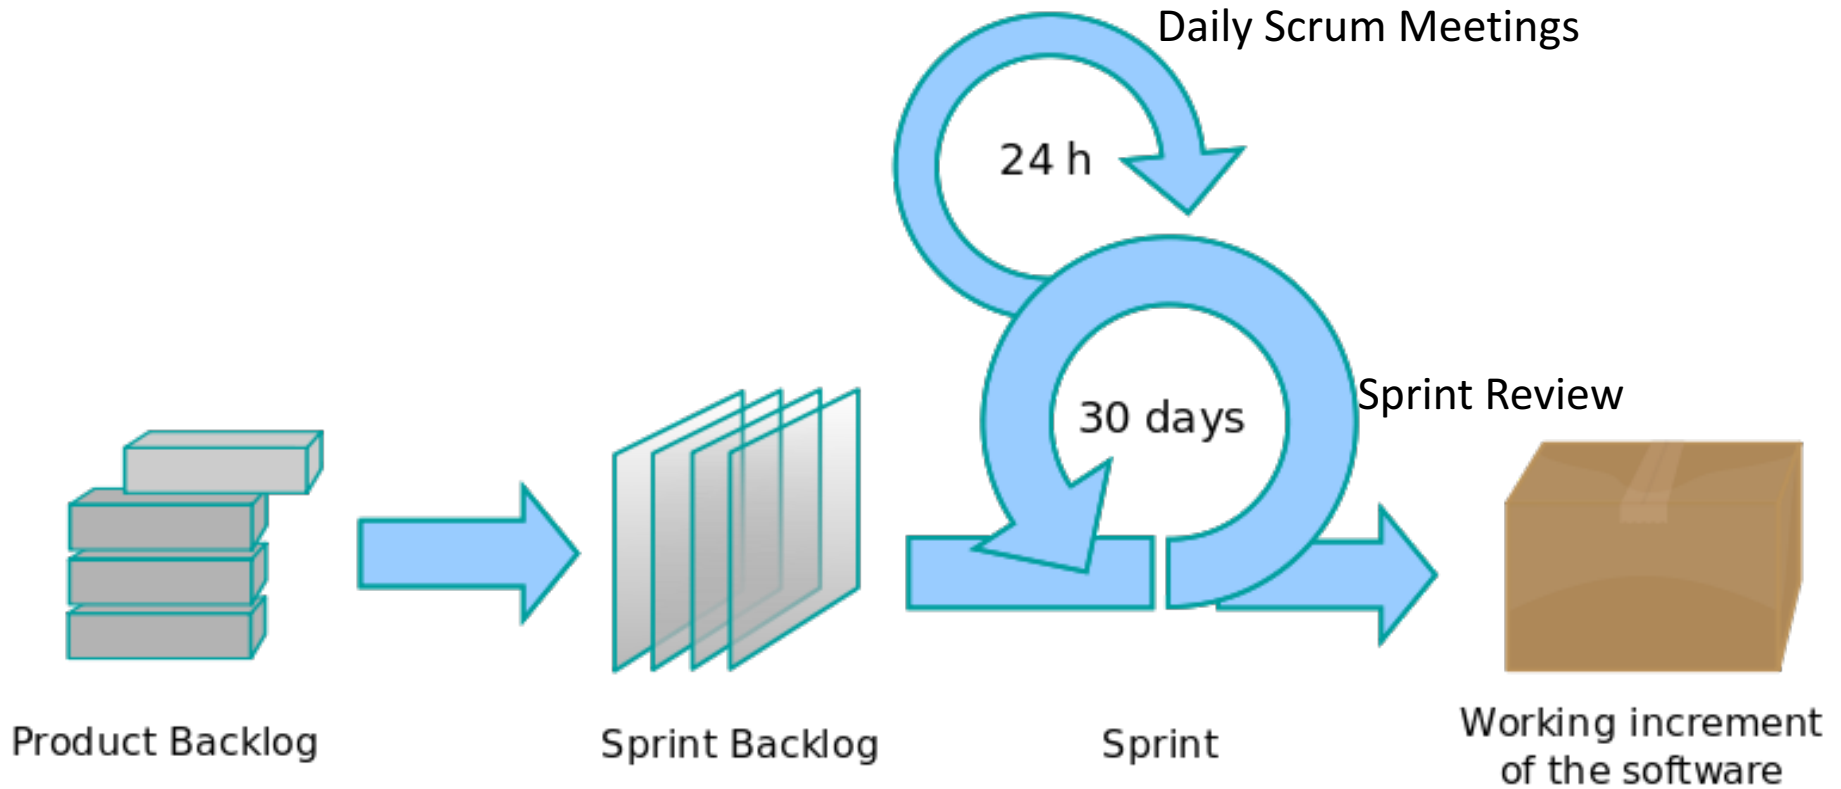 Daily Scrum Meetings
24 h
30 days
Sprint Review
Product Backlog
Sprint Backlog
Sprint
Working increment
of the software